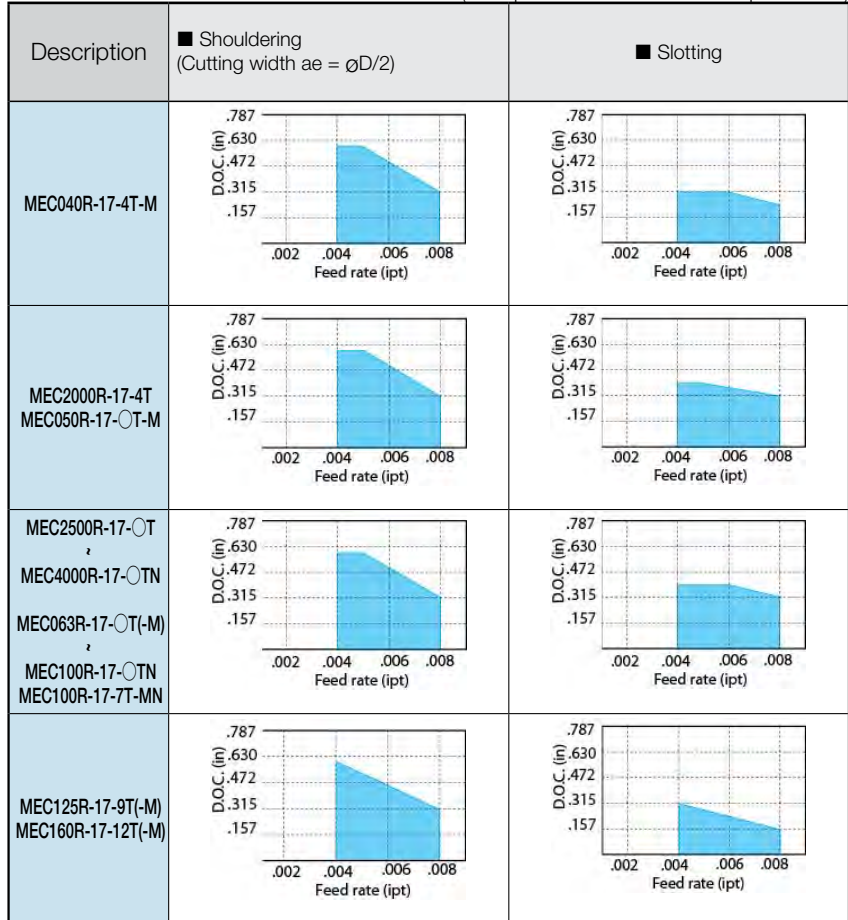 Description
■ Shouldering
(Cutting width ae = øD/2)
■ Slotting
MEC040R-17-4T-M
D.O.C. (in)
.787
.630
.472
.315
.157
.002 .004 .006 .008
Feed rate (ipt)
D.O.C. (in)
.787
.630
.472
.315
.157
.002 .004 .006 .008
Feed rate (ipt)
MEC2000R-17-4T
MEC050R-17-○T-M
D.O.C. (in)
.787
.630
.472
.315
.157
.002 .004 .006 .008
Feed rate (ipt)
D.O.C. (in)
.787
.630
.472
.315
.157
.002 .004 .006 .008
Feed rate (ipt)
MEC2500R-17-○T
~
MEC4000R-17-○TN
MEC063R-17-○T(-M)
~
MEC100R-17-○TN
MEC100R-17-7T-MN
D.O.C. (in)
.787
.630
.472
.315
.157
.002 .004 .006 .008
Feed rate (ipt)
D.O.C. (in)
.787
.630
.472
.315
.157
.002 .004 .006 .008
Feed rate (ipt)
MEC125R-17-9T(-M)
MEC160R-17-12T(-M)
D.O.C. (in)
.787
.630
.472
.315
.157
.002 .004 .006 .008
Feed rate (ipt)
D.O.C. (in)
.787
.630
.472
.315
.157
.002 .004 .006 .008
Feed rate (ipt)